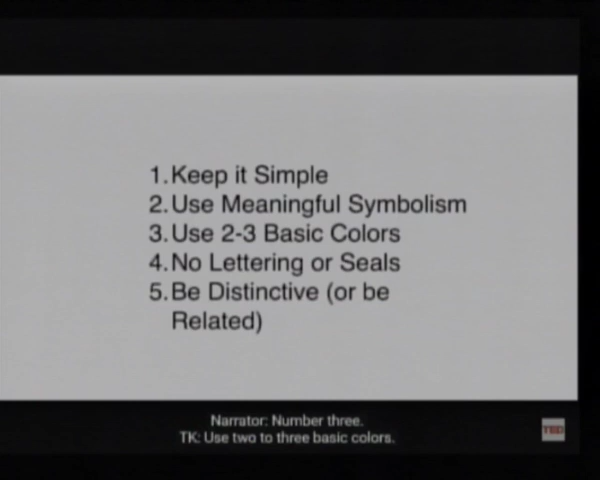 1.Keep it Simple
2.Use Meaningful Symbolism
3.Use 2-3 Basic Colors
4.No Lettering or Seals
5.Be Distinctive (or be
Related)
Narrator: Number three.
TK: Use two to three basic colors.
TED